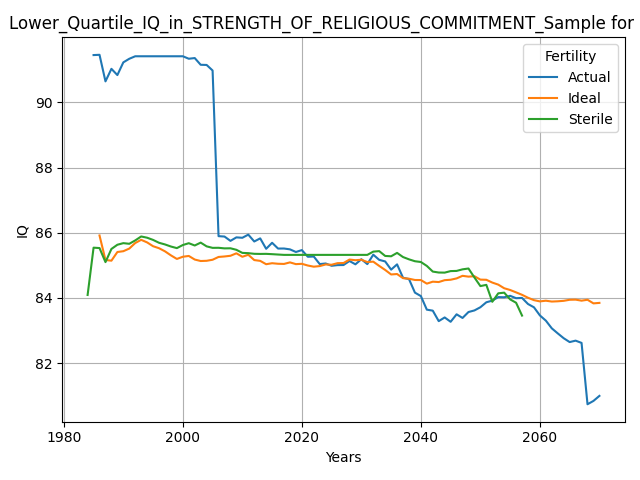 Lower_Quartile_IQ_in_STRENGTH_OF_RELIGIOUS_COMMITMENT_Sample for
Fertility
Actual
Ideal
Sterile
IQ
90
88
86
84
82
1980 2000 2020 2040 2060
Years